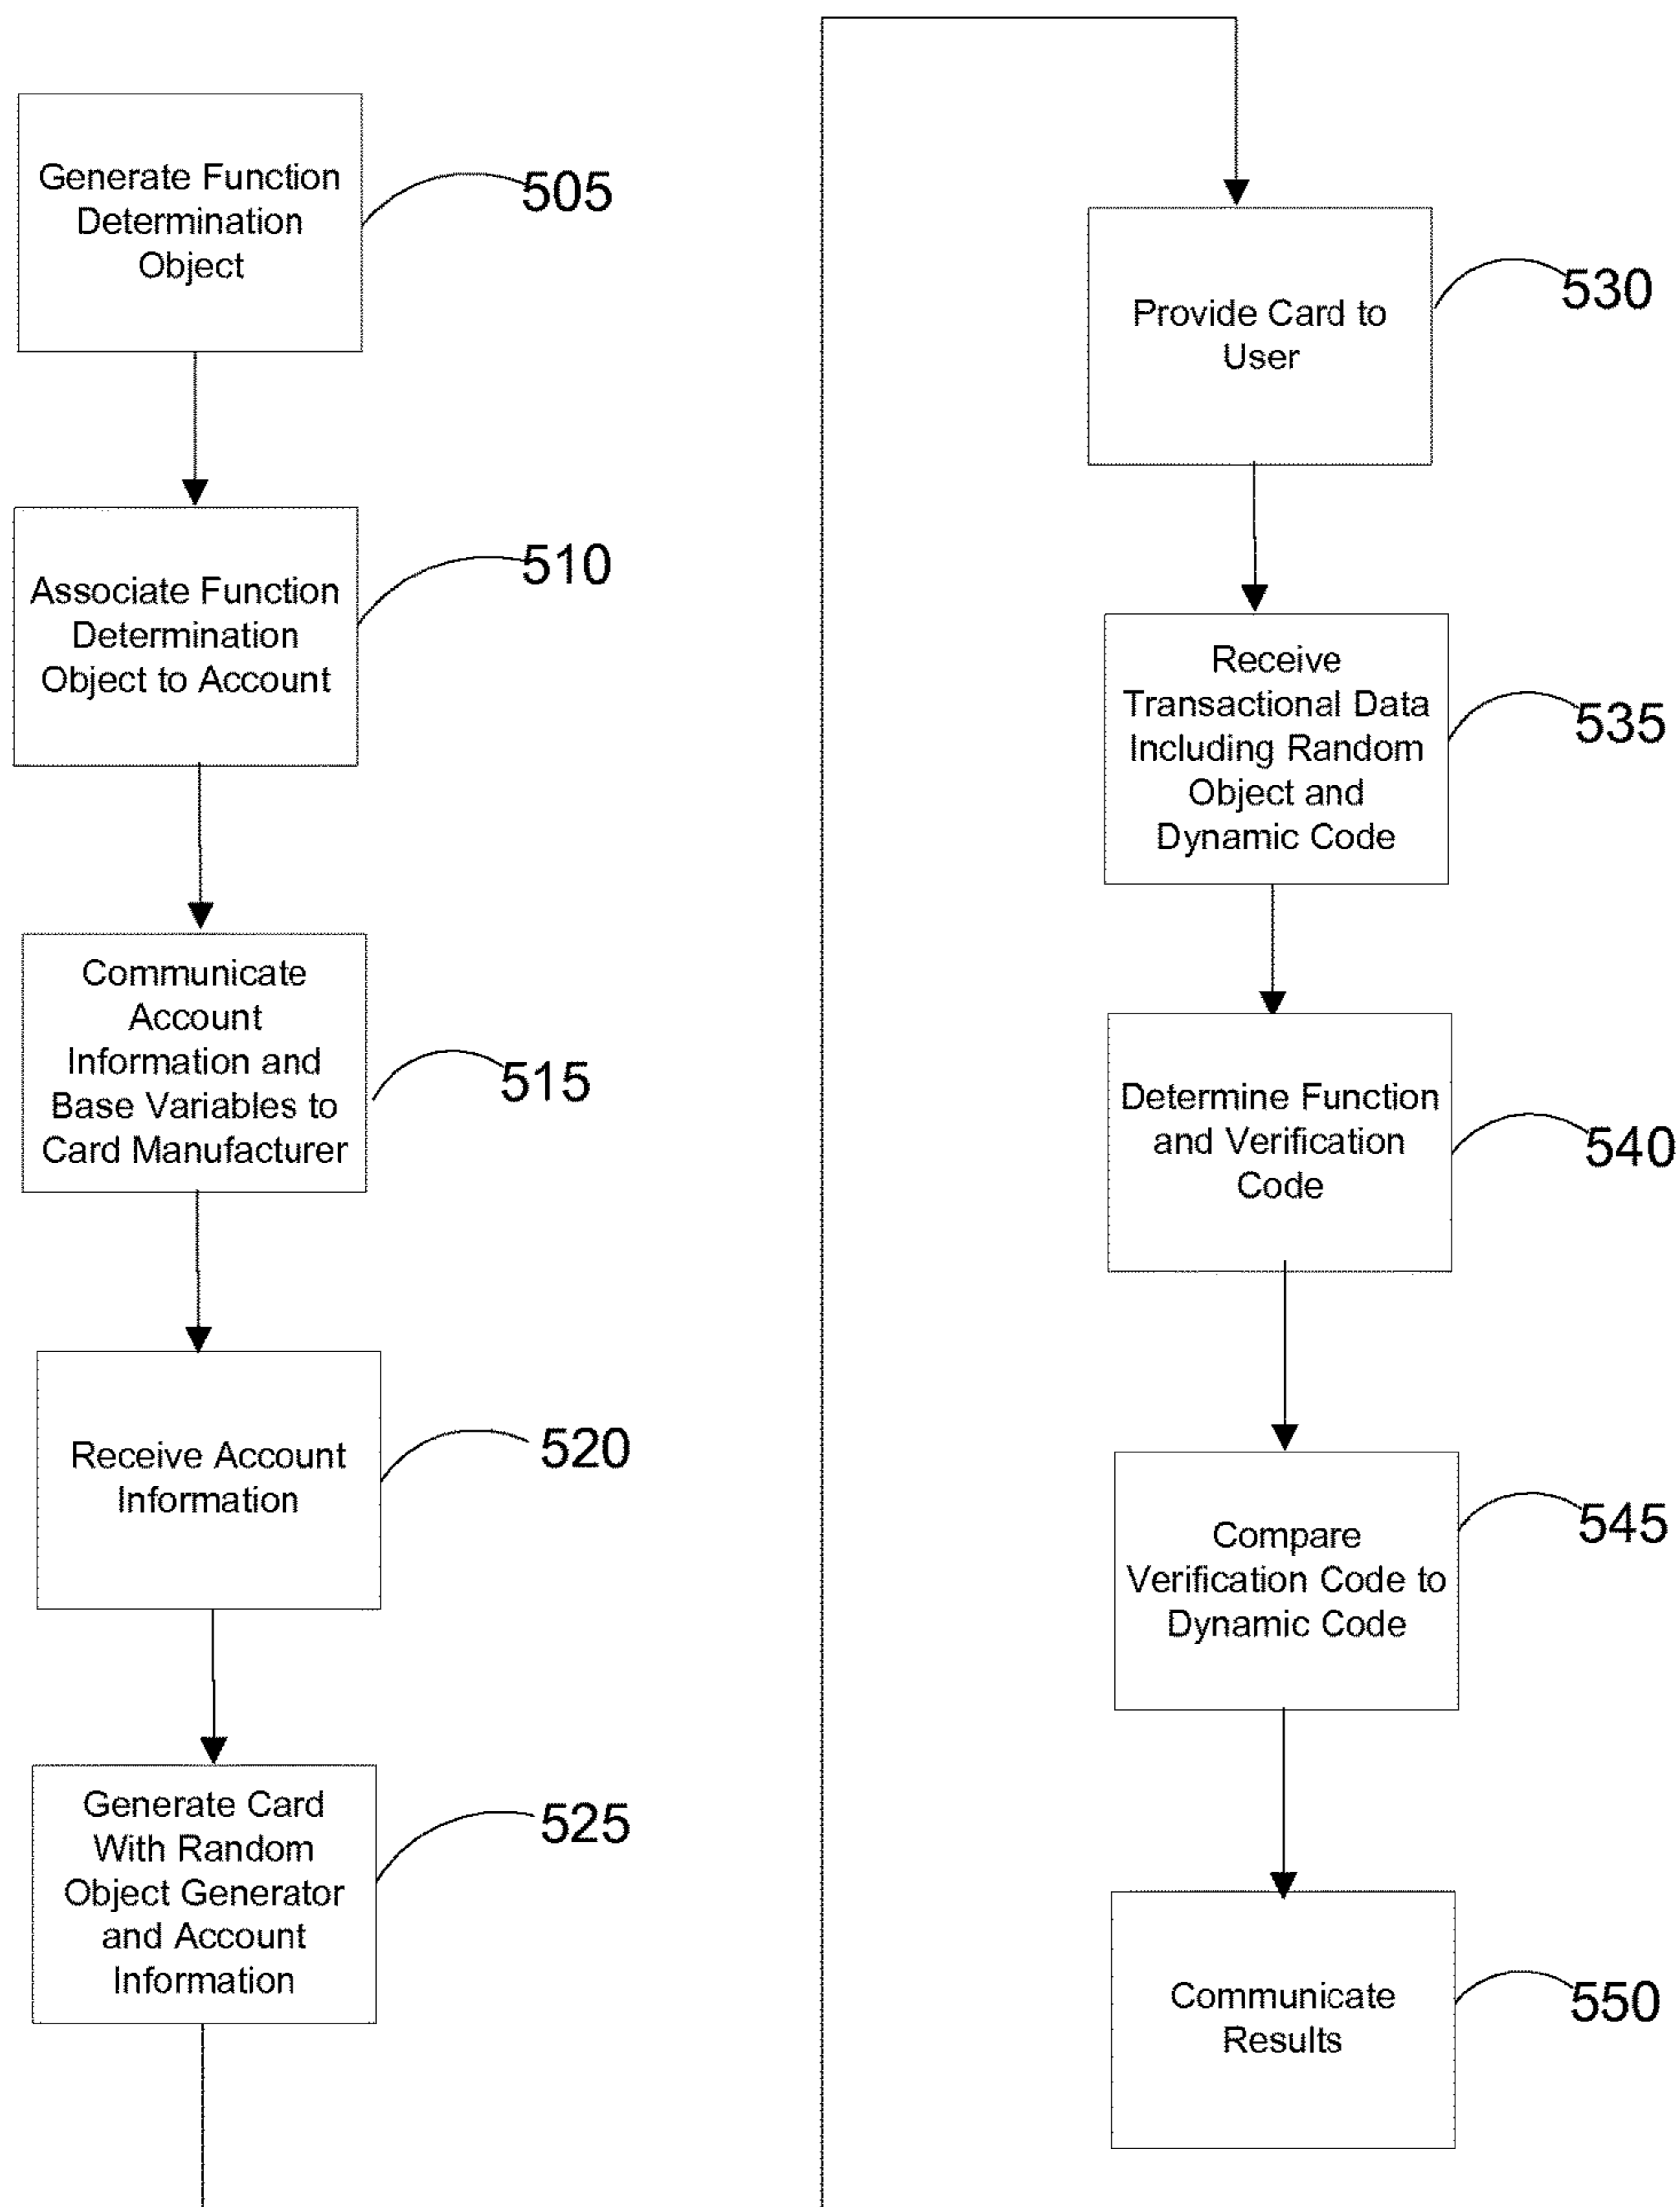 Generate Function
Determination
Object
505
Associate Function
Determination
Object to Account
510
Communicate
Account
Information and
Base Variables to
Card Manufacturer
515
Receive Account
Information
520
Generate Card
With Random
Object Generator
and Account
Information
525
Provide Card to
User
530
Receive
Transactional Data
Including Random
Object and
Dynamic Code
535
Determine Function
and Verification
Code
540
Compare
Verification Code to
Dynamic Code
545
Communicate
Results
550